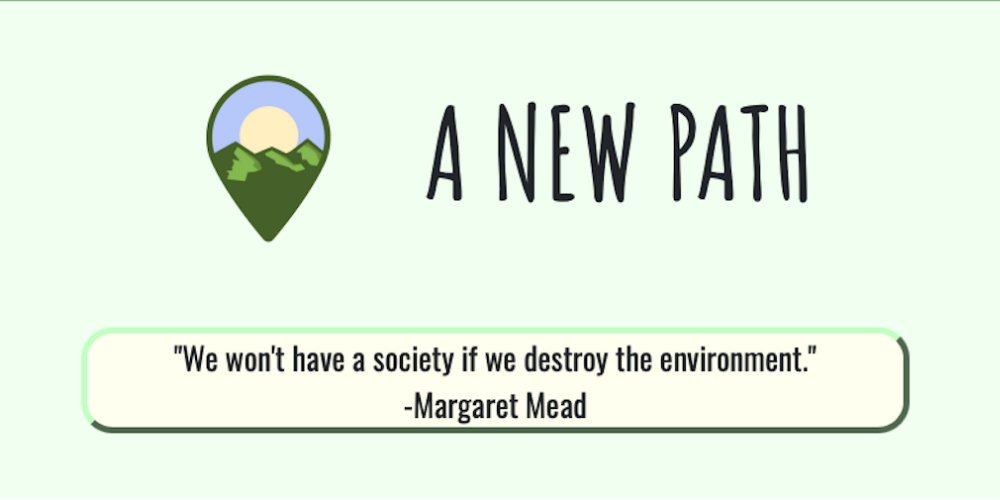 A NEW PATH
"We won't have a society if we destroy the environment."
-Margaret Mead